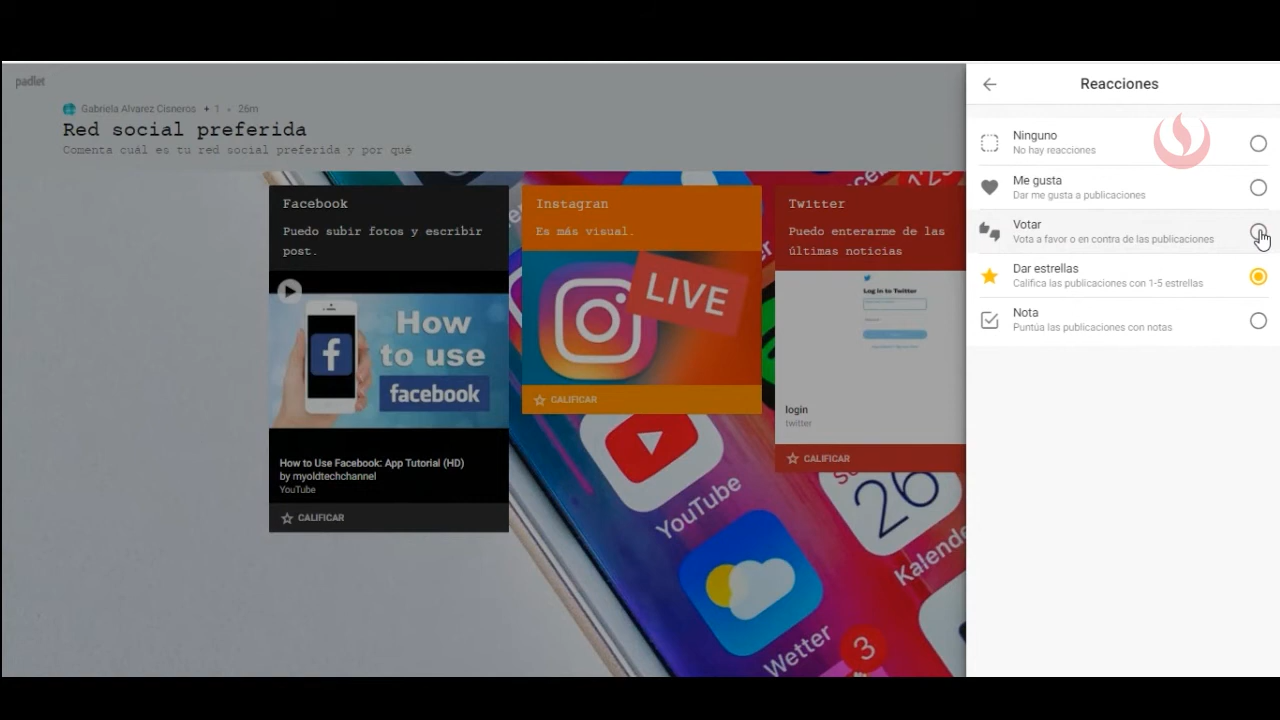 padlet
Gabriela Alvarez Cisneros + 1 • 26m
Red social preferida
Comenta cuál es tu red social preferida y por qué
Facebook
Puedo subir fotos y escribir
post.
How
to use
facebook
How to Use Facebook: App Tutorial (HD)
by myoldtechchannel
YouTube
CALIFICAR
Instagran
Es más visual.
LIVE
CALIFICAR
Twitter
Puedo enterarme de las
últimas noticias
Log in to Twitter
login
twitter
CALIFICAR
YouTube
26
Kalende
Wetter
3
Reacciones
Ninguno
No hay reacciones
Me gusta
Dar me gusta a publicaciones
Votar
Vota a favor o en contra de las publicaciones
Dar estrellas
Califica las publicaciones con 1-5 estrellas
Nota
Puntúa las publicaciones con notas